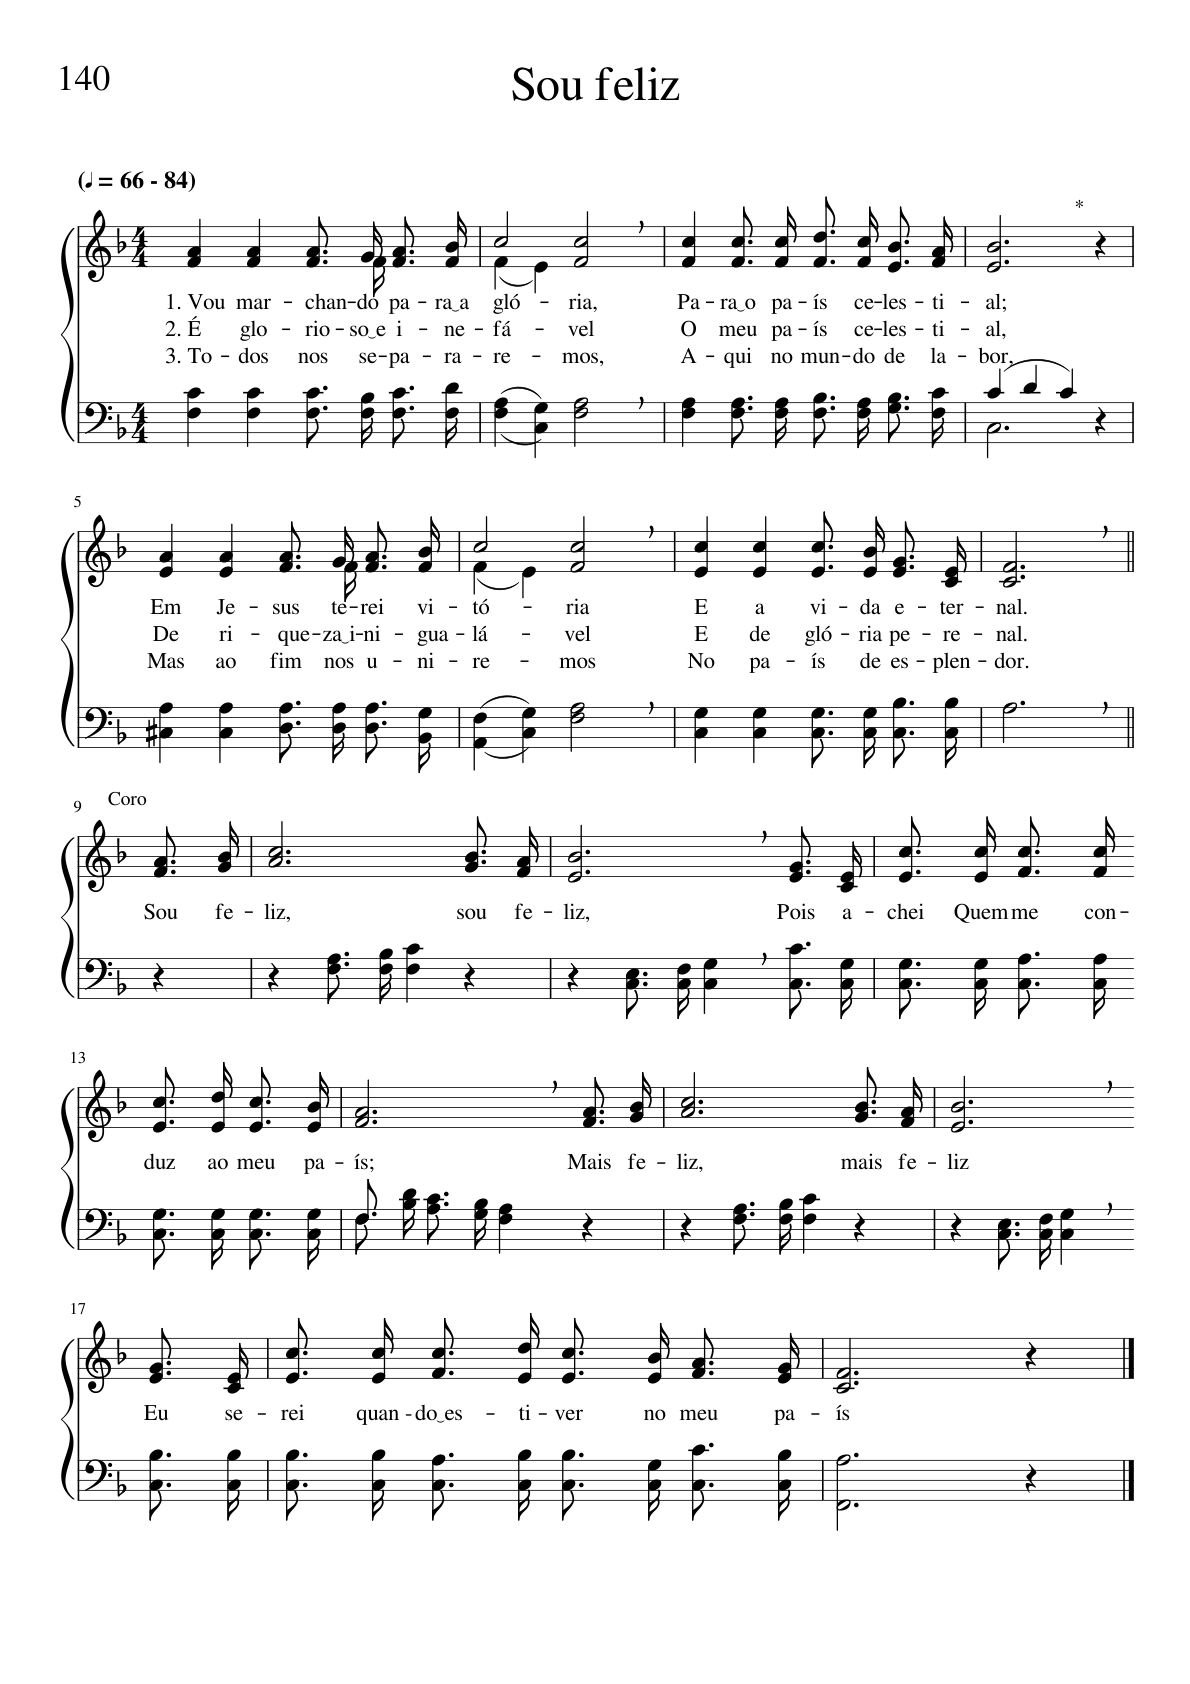 140
Sou feliz
(♩ = 66 - 84)
*
1. Vou mar - chan - do pa - ra‿a gló - ria, Pa - ra‿o pa - ís ce - les - ti - al;
2. É glo - rio - so‿e i - ne - fá - vel O meu pa - ís ce - les - ti - al,
3. To - dos nos se - pa - ra - re - mos, A - qui no mun - do de la - bor,
5
Em Je - sus te - rei vi - tó - ria E a vi - da e - ter - nal.
De ri - que - za‿i - ni - gua - lá - vel E de gló - ria pe - re - nal.
Mas ao fim nos u - ni - re - mos No pa - ís de es - plen - dor.
9
Coro
Sou fe - liz, sou fe - liz, Pois a - chei Quem me con -
13
duz ao meu pa - ís; Mais fe - liz, mais fe - liz
17
Eu se - rei quan - do‿es - ti - ver no meu pa - ís